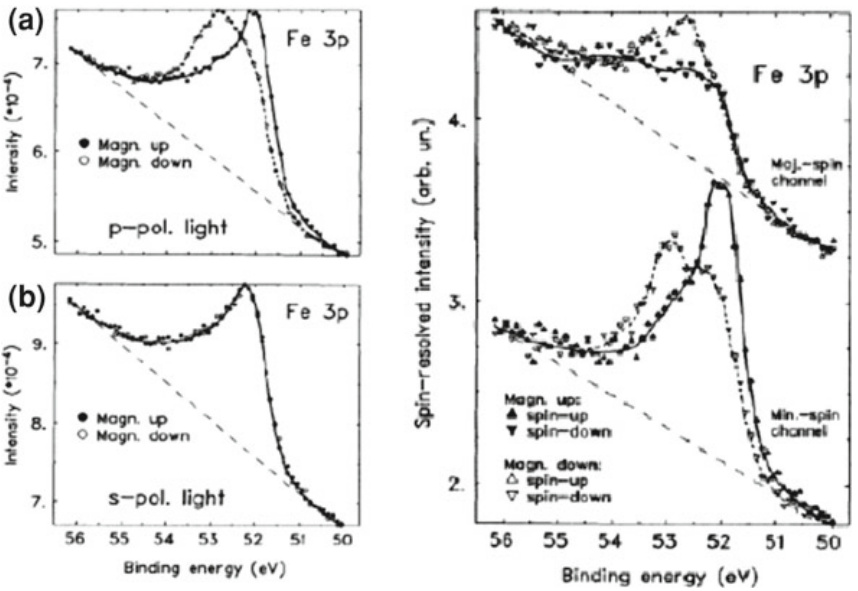 (a)
Fe 3p
7.
6.
5.
Intensity (*10⁻⁴)
Magn. up
Magn. down
p-pol. light
(b)
Fe 3p
9.
8.
7.
Intensity (*10⁻⁴)
Magn. up
Magn. down
s-pol. light
56 55 54 53 52 51 50
Binding energy (eV)
Fe 3p
4.
3.
2.
Spin-resolved intensity (arb. un.)
Maj.-spin
channel
Magn. up:
spin-up
spin-down
Magn. down:
spin-up
spin-down
Min.-spin
channel
56 55 54 53 52 51 50
Binding energy (eV)